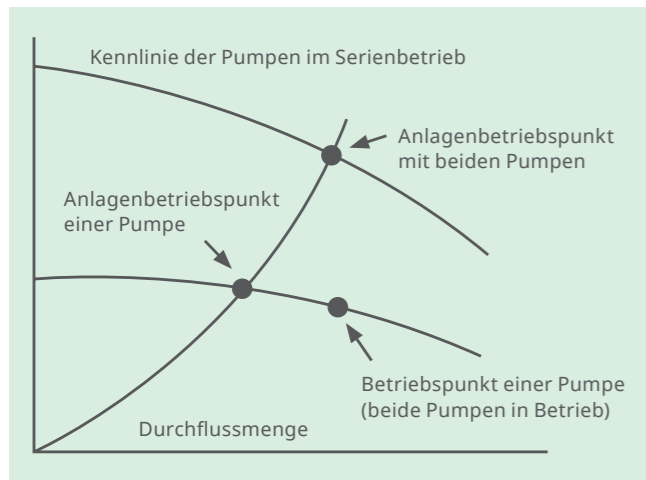 Kennlinie der Pumpen im Serienbetrieb
Anlagenbetriebspunkt
mit beiden Pumpen
Anlagenbetriebspunkt
einer Pumpe
Betriebspunkt einer Pumpe
(beide Pumpen in Betrieb)
Durchflussmenge